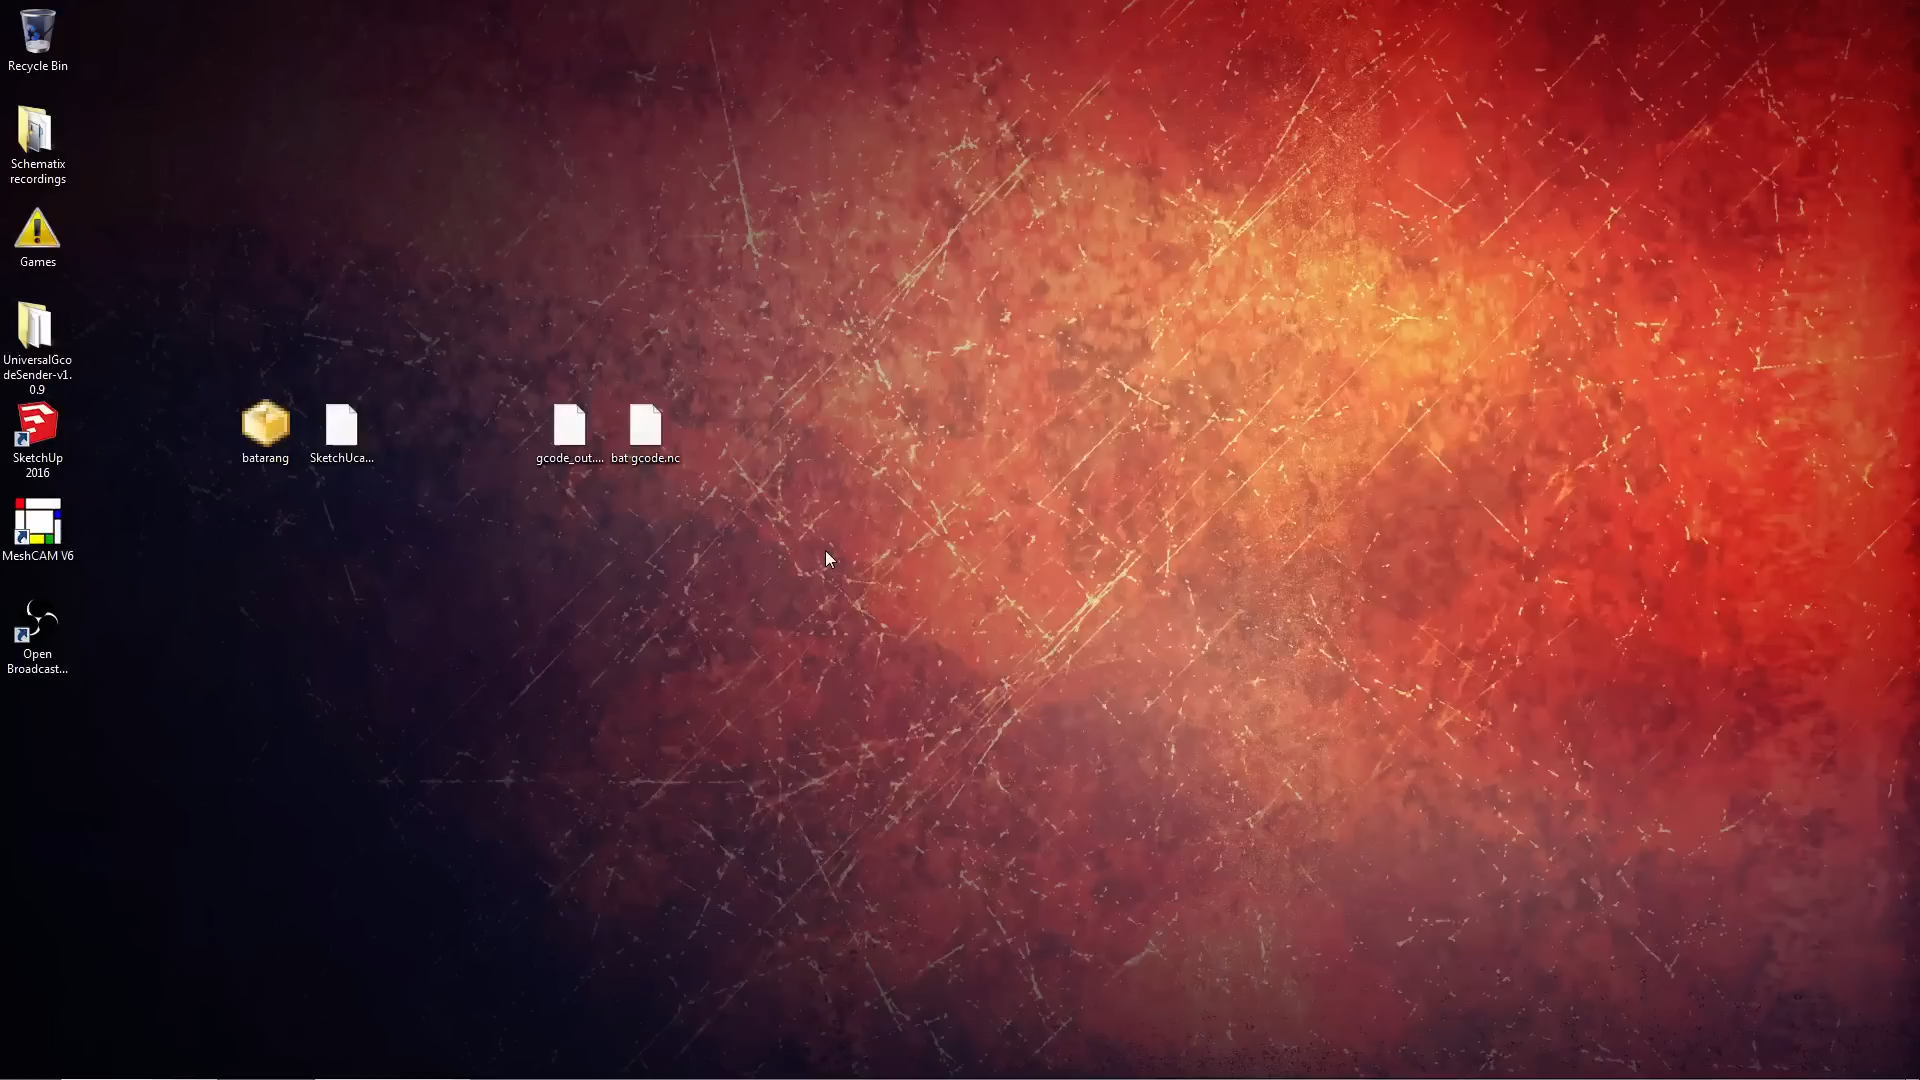 Recycle Bin
Schematix
recordings
Games
UniversalGco
deSender-v1.
0.9
batarang
SketchUca...
gcode_out....
bat gcode.nc
SketchUp
2016
MeshCAM V6
Open
Broadcast...